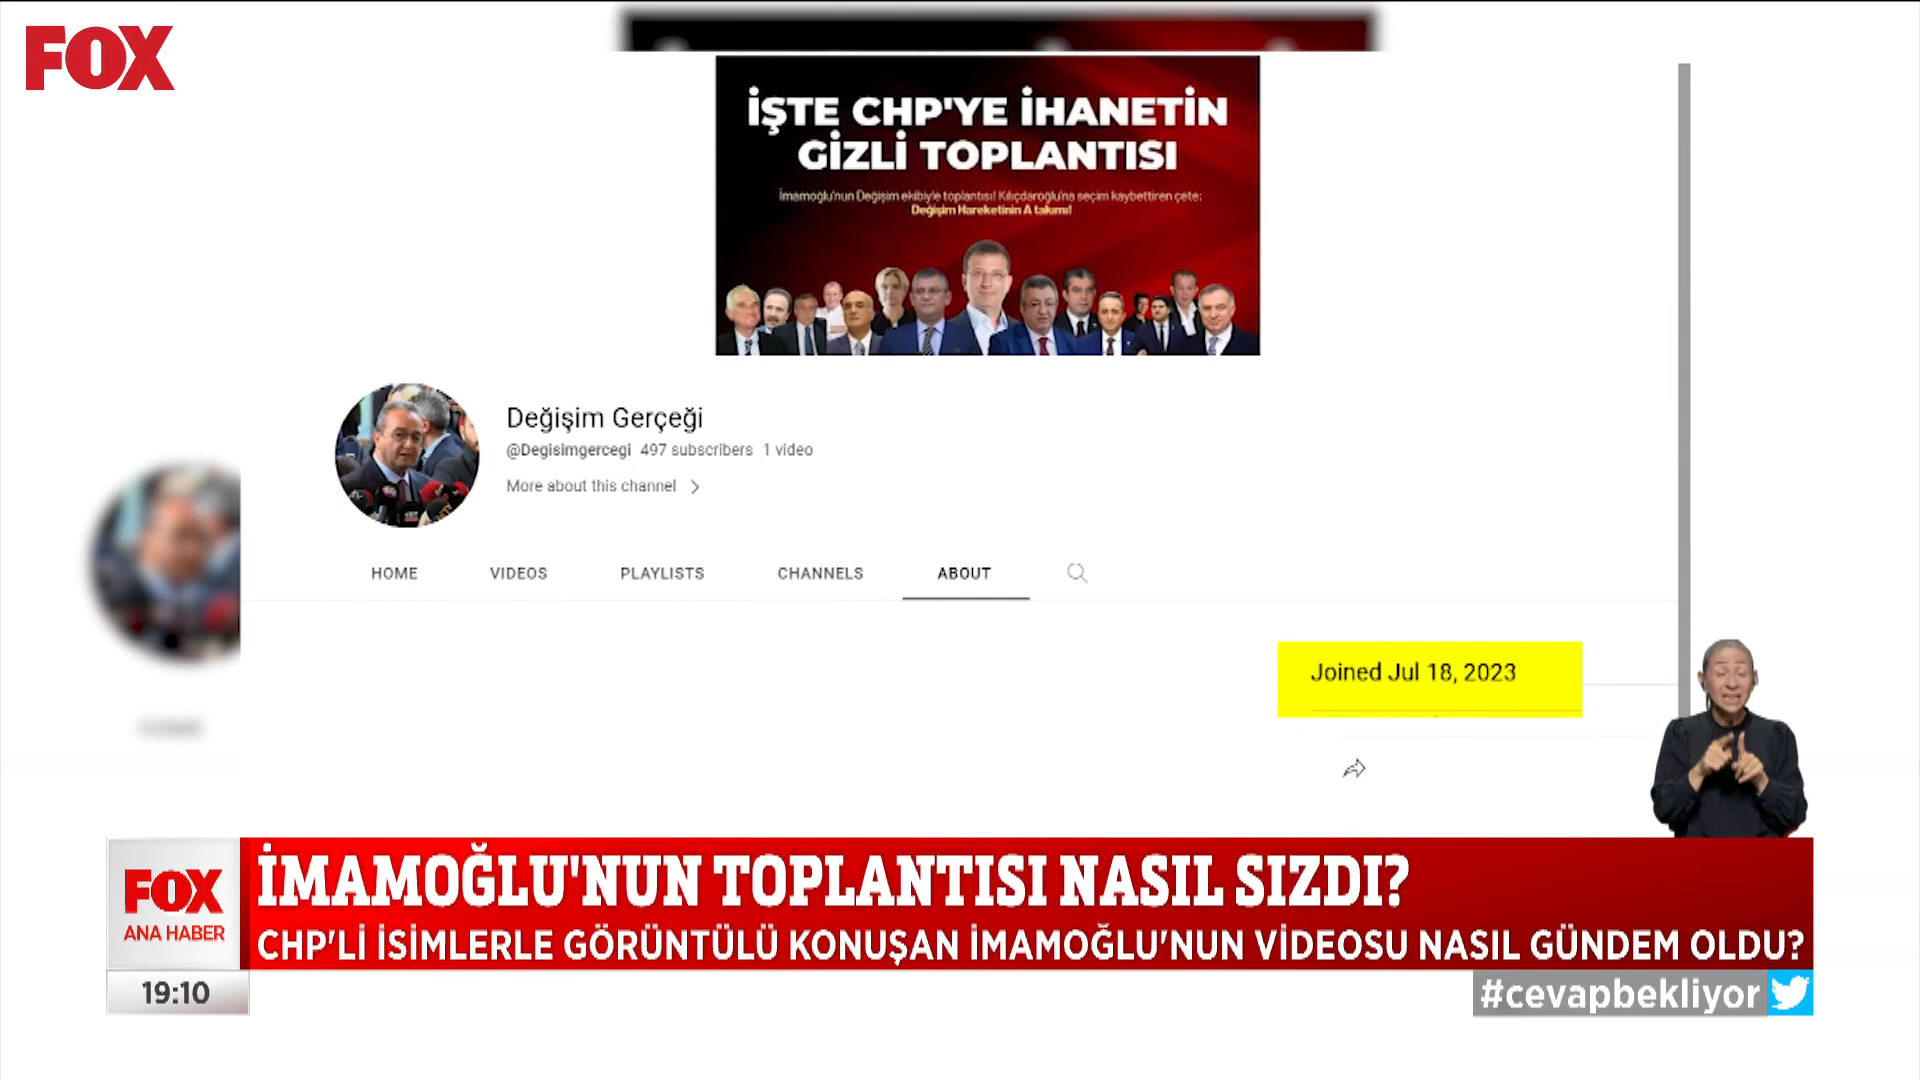 FOX
İŞTE CHP'YE İHANETİN
GİZLİ TOPLANTISI
İmamoğlu'nun Değişim ekibiyle toplantısı! Kılıçdaroğlu'na seçim kaybettiren çete:
Değişim Hareketinin A takımı!
Değişim Gerçeği
@Degisimgercegi 497 subscribers 1 video
More about this channel
HOME VIDEOS PLAYLISTS CHANNELS ABOUT
Joined Jul 18, 2023
FOX
ANA HABER
İMAMOĞLU'NUN TOPLANTISI NASIL SIZDI?
CHP'Lİ İSİMLERLE GÖRÜNTÜLÜ KONUŞAN İMAMOĞLU'NUN VİDEOSU NASIL GÜNDEM OLDU?
19:10
#cevapbekliyor